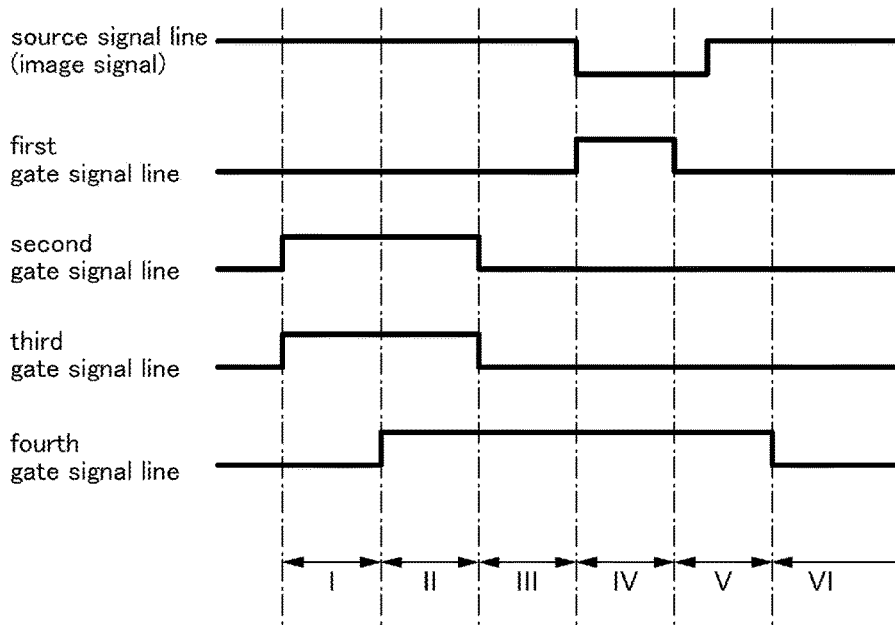 source signal line
(image signal)
first
gate signal line
second
gate signal line
third
gate signal line
fourth
gate signal line
I II III IV V VI